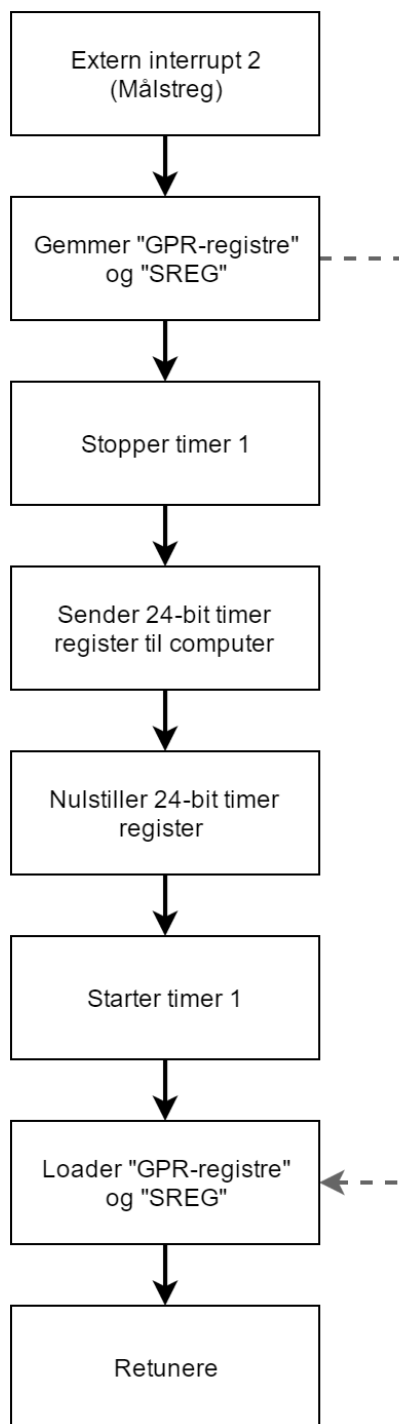 Extern interrupt 2
(Målstreg)
Gemmer "GPR-registre"
og "SREG"
Stopper timer 1
Sender 24-bit timer
register til computer
Nulstiller 24-bit timer
register
Starter timer 1
Loader "GPR-registre"
og "SREG"
Retunere